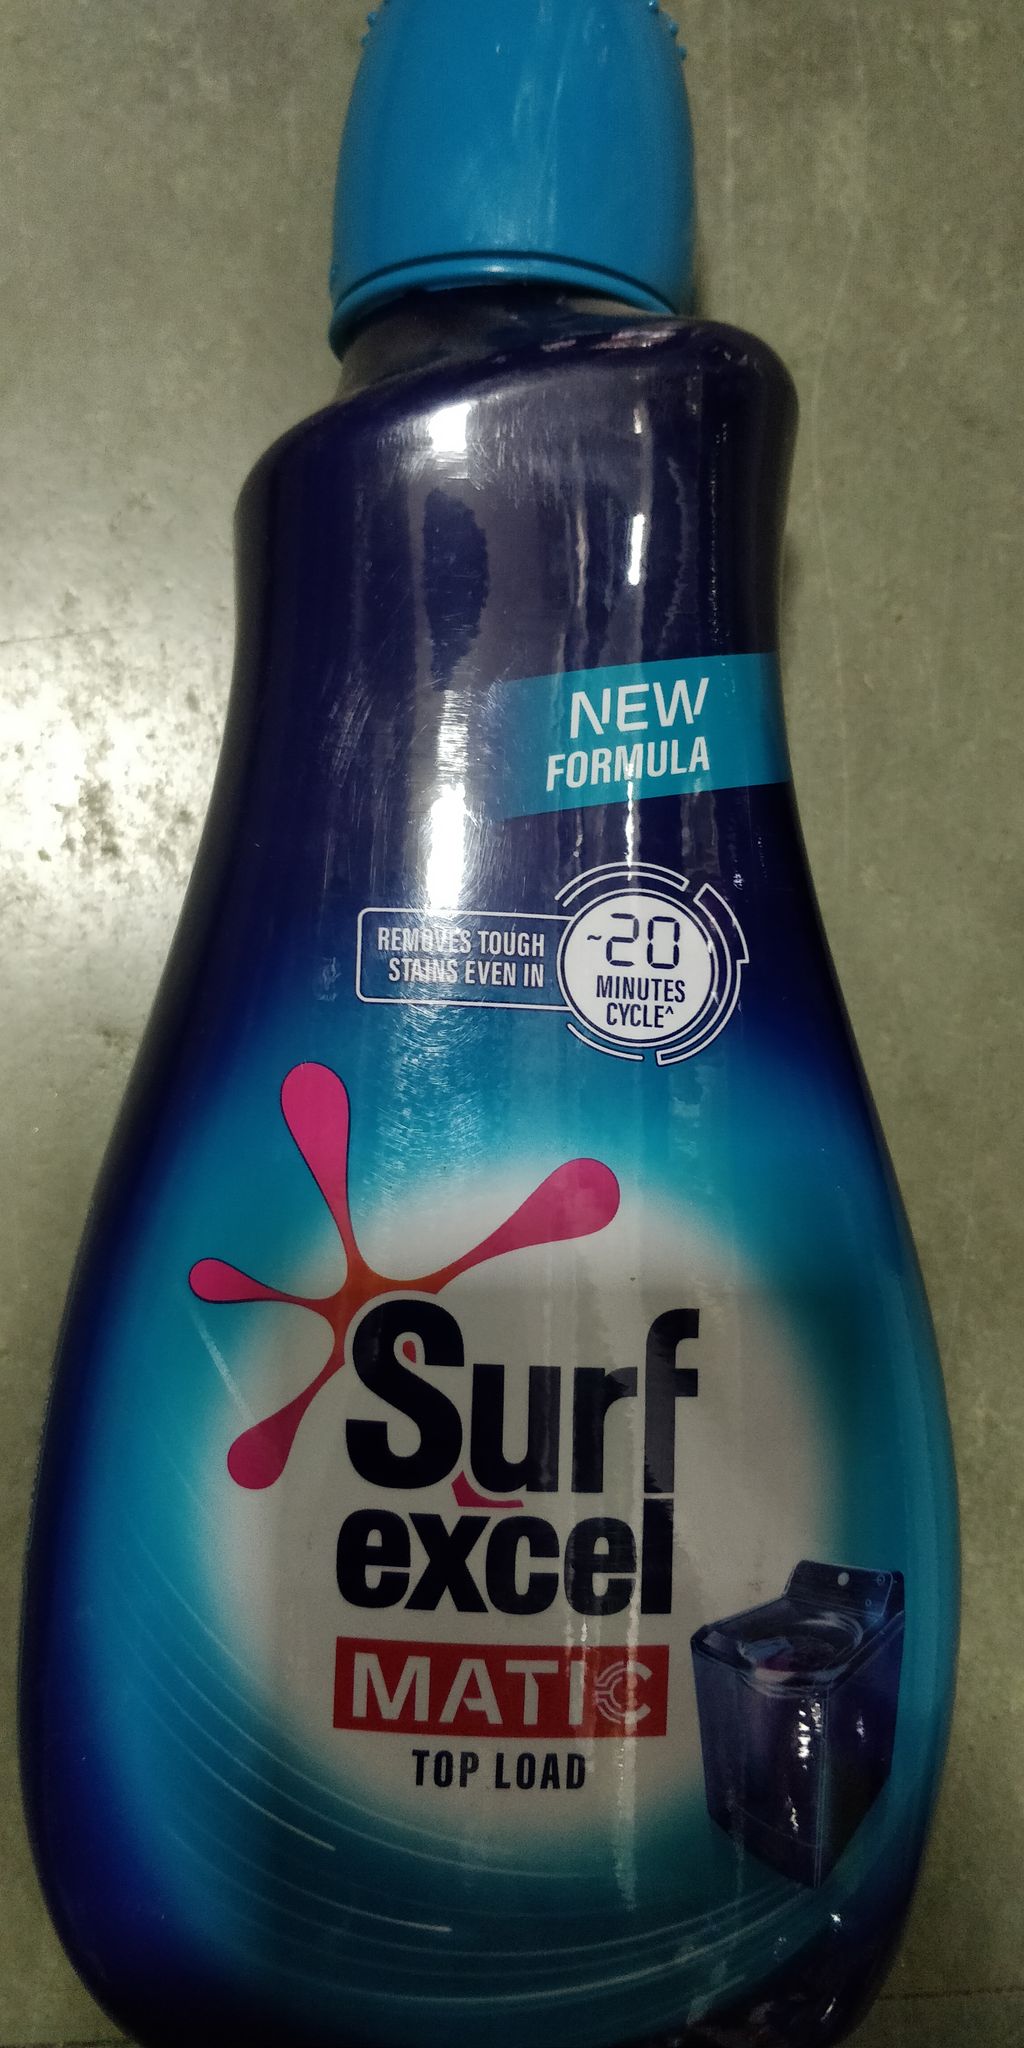 NEW
FORMULA
REMOVES TOUGH
STAINS EVEN IN
~20
MINUTES
CYCLE^
Surf
excel
MATIC
TOP LOAD